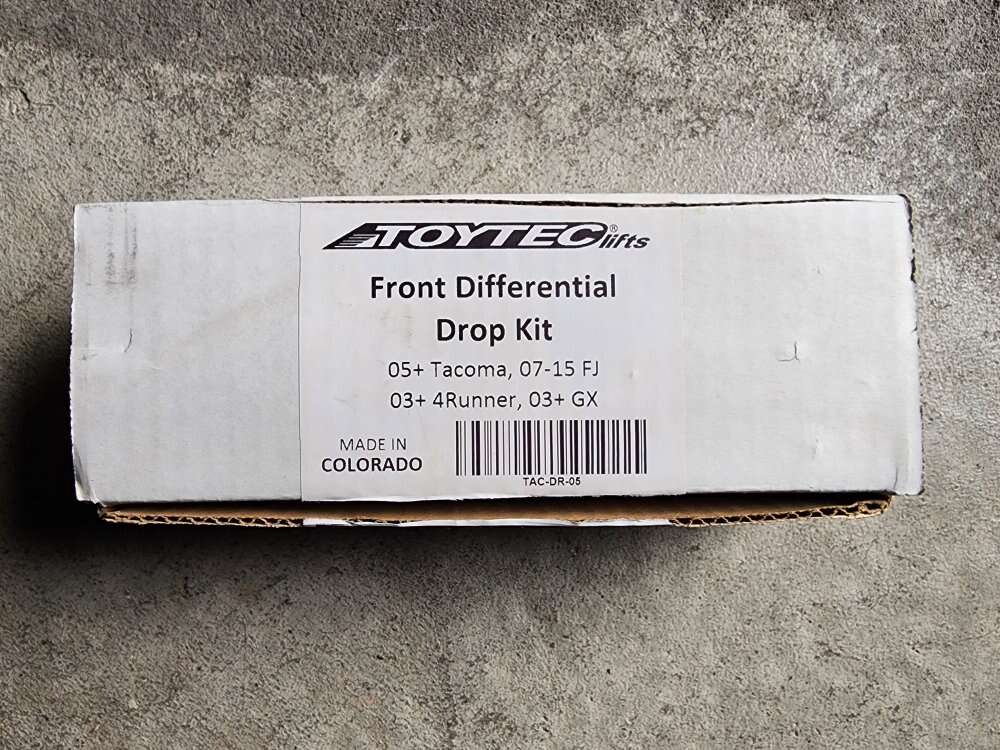 TOYTEC® lifts
Front Differential
Drop Kit
05+ Tacoma, 07-15 FJ
03+ 4Runner, 03+ GX
MADE IN
COLORADO
TAC-DR-05